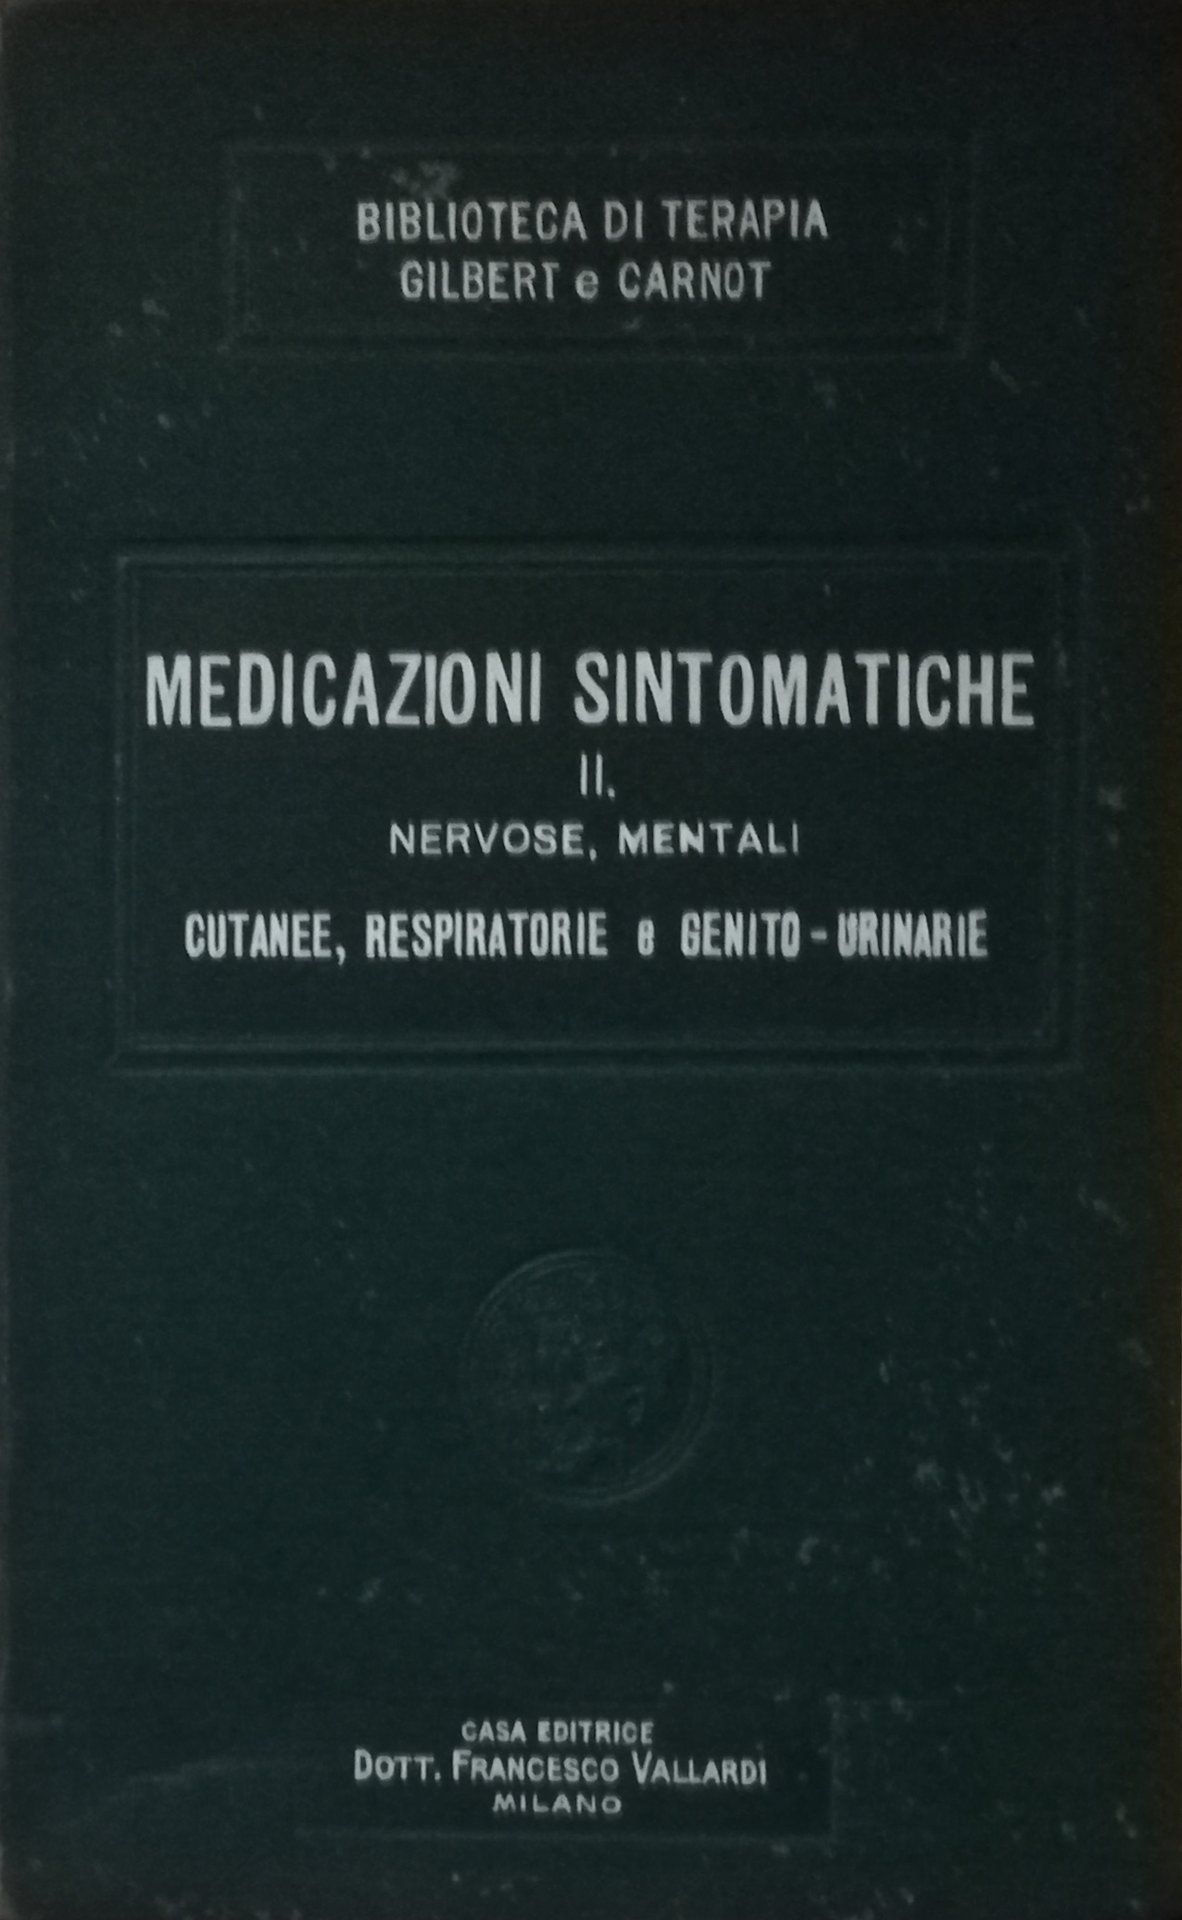 BIBLIOTECA DI TERAPIA
GILBERT e CARNOT
MEDICAZIONI SINTOMATICHE
II.
NERVOSE, MENTALI
CUTANEE, RESPIRATORIE e GENITO-URINARIE
CASA EDITRICE
DOTT. FRANCESCO VALLARDI
MILANO